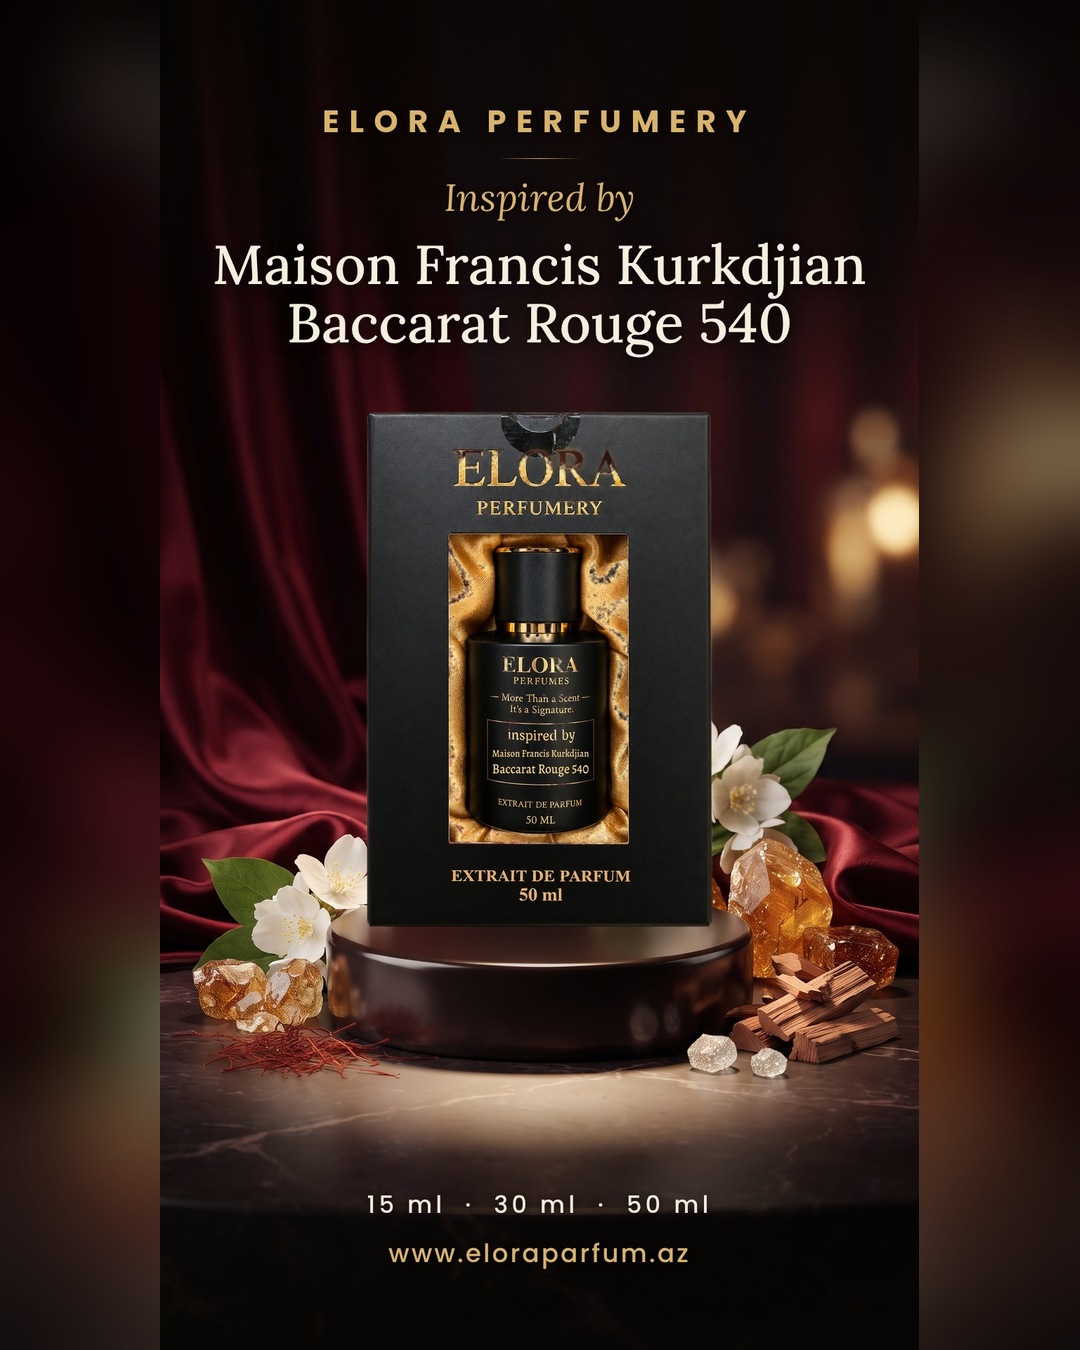 ELORA PERFUMERY
Inspired by
Maison Francis Kurkdjian
Baccarat Rouge 540
ELORA
PERFUMERY
ELORA
PERFUMES
More Than a Scent
It's a Signature.
inspired by
Maison Francis Kurkdjian
Baccarat Rouge 540
EXTRAIT DE PARFUM
50 ML
EXTRAIT DE PARFUM
50 ml
15 ml · 30 ml · 50 ml
www.eloraparfum.az